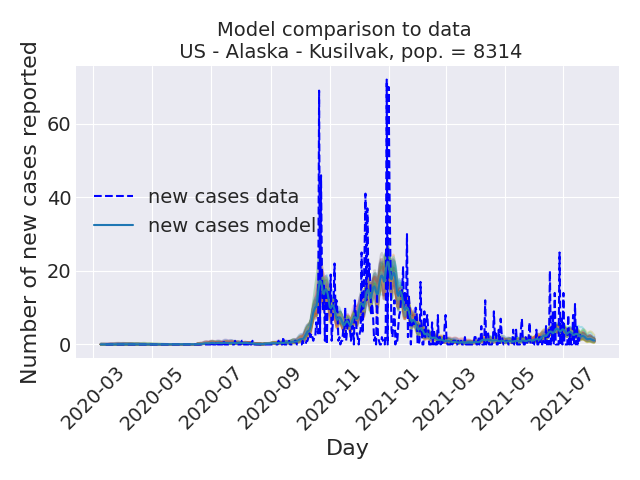 Model comparison to data
US - Alaska - Kusilvak, pop. = 8314
Number of new cases reported
60
40
20
0
new cases data
new cases model
2020-03
2020-05
2020-07
2020-09
2020-11
2021-01
2021-03
2021-05
2021-07
Day